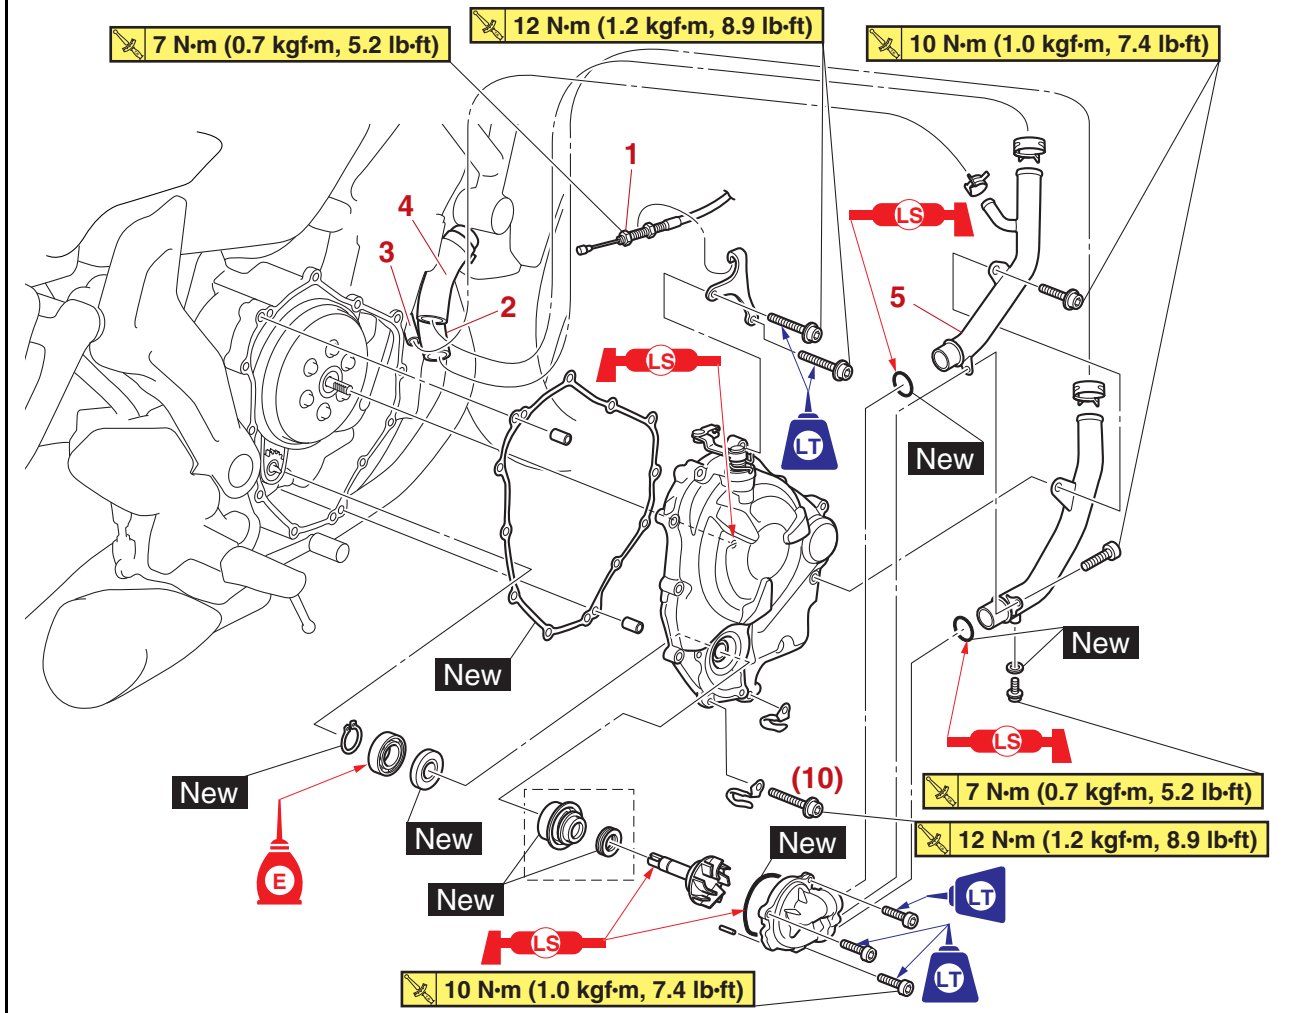 7 N·m (0.7 kgf·m, 5.2 lb·ft)
12 N·m (1.2 kgf·m, 8.9 lb·ft)
10 N·m (1.0 kgf·m, 7.4 lb·ft)
1
4
3
2
LS
5
LS
LT
New
New
New
LS
New
New
New
(10)
7 N·m (0.7 kgf·m, 5.2 lb·ft)
12 N·m (1.2 kgf·m, 8.9 lb·ft)
New
E
LT
LS
LT
10 N·m (1.0 kgf·m, 7.4 lb·ft)